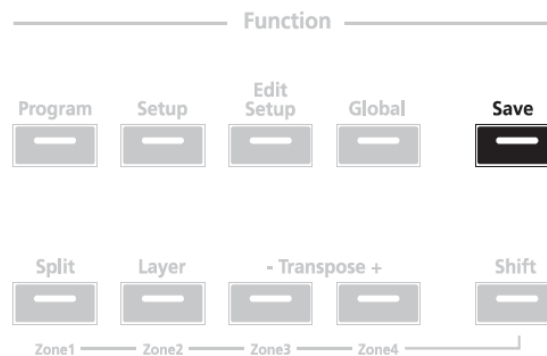 Function
Program Setup Edit Setup Global Save
Split Layer - Transpose + Shift
Zone1 Zone2 Zone3 Zone4